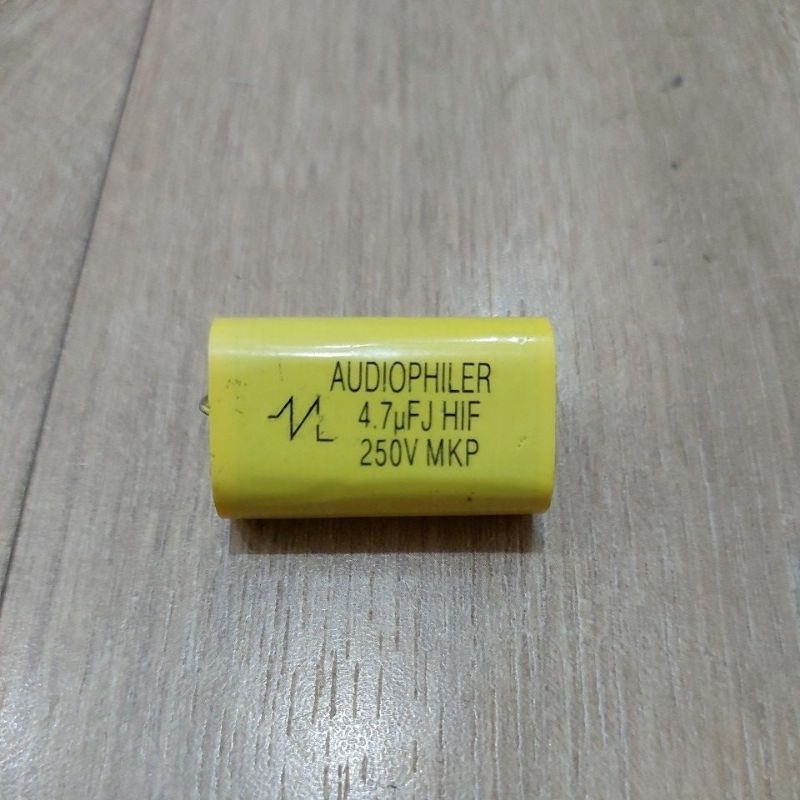 AUDIOPHILER
4.7µFJ HIF
250V MKP